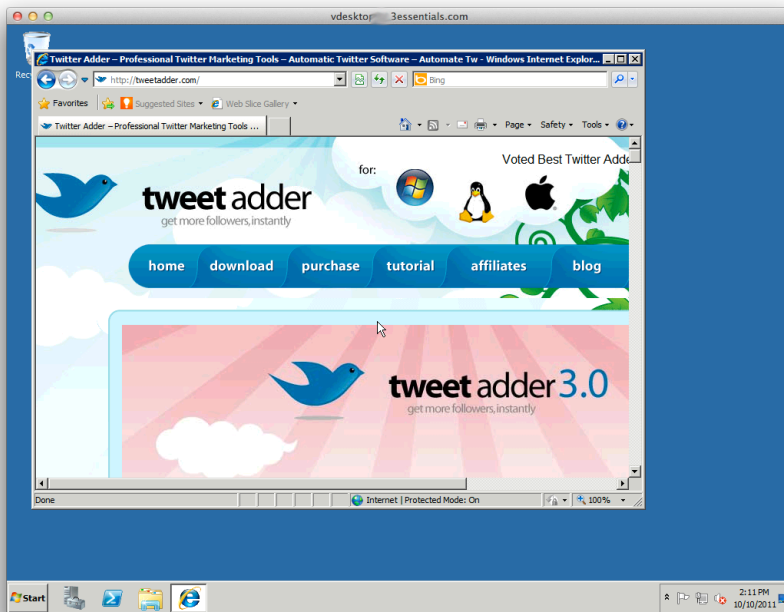 vdesktop 3essentials.com
Twitter Adder – Professional Twitter Marketing Tools – Automatic Twitter Software – Automate Tw - Windows Internet Explor...
http://tweetadder.com/
Bing
Favorites
Suggested Sites
Web Slice Gallery
Twitter Adder – Professional Twitter Marketing Tools ...
Page
Safety
Tools
for:
Voted Best Twitter Adde
tweet adder
get more followers, instantly
home download purchase tutorial affiliates blog
tweet adder 3.0
get more followers, instantly
Done
Internet | Protected Mode: On
100%
Start
2:11 PM
10/10/2011